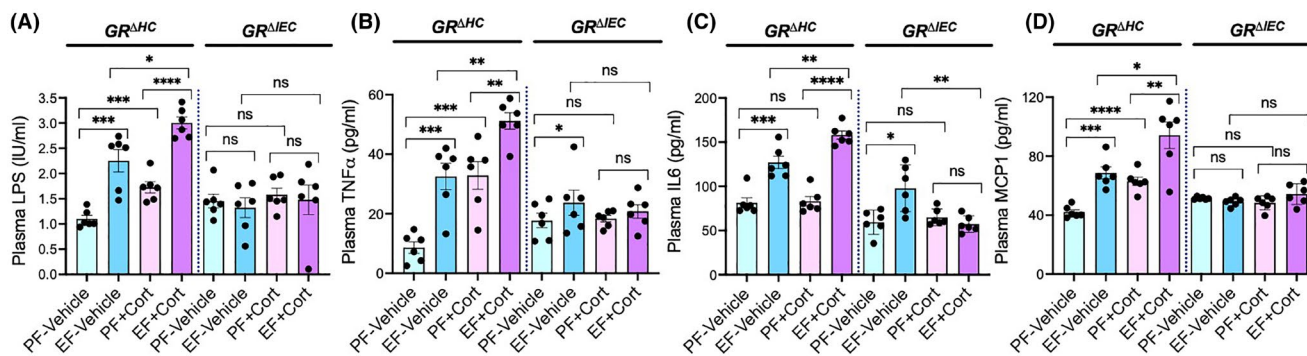 (A)
GR^ΔHC
GR^ΔIEC
* ns
*** **** ns
*** ns ns
Plasma LPS (IU/ml)
3.5
3.0
2.5
2.0
1.5
1.0
0.5
0.0
PF-Vehicle
EF-Vehicle
PF+Cort
EF+Cort
PF-Vehicle
EF-Vehicle
PF+Cort
EF+Cort
(B)
GR^ΔHC
GR^ΔIEC
** ns
*** ** ns
*** * ns
Plasma TNFα (pg/ml)
60
40
20
0
PF-Vehicle
EF-Vehicle
PF+Cort
EF+Cort
PF-Vehicle
EF-Vehicle
PF+Cort
EF+Cort
(C)
GR^ΔHC
GR^ΔIEC
** **
ns **** ns
*** * ns
Plasma IL6 (pg/ml)
200
150
100
50
0
PF-Vehicle
EF-Vehicle
PF+Cort
EF+Cort
PF-Vehicle
EF-Vehicle
PF+Cort
EF+Cort
(D)
GR^ΔHC
GR^ΔIEC
* ns
**** ** ns
*** ns ns
Plasma MCP1 (pg/ml)
120
80
40
0
PF-Vehicle
EF-Vehicle
PF+Cort
EF+Cort
PF-Vehicle
EF-Vehicle
PF+Cort
EF+Cort